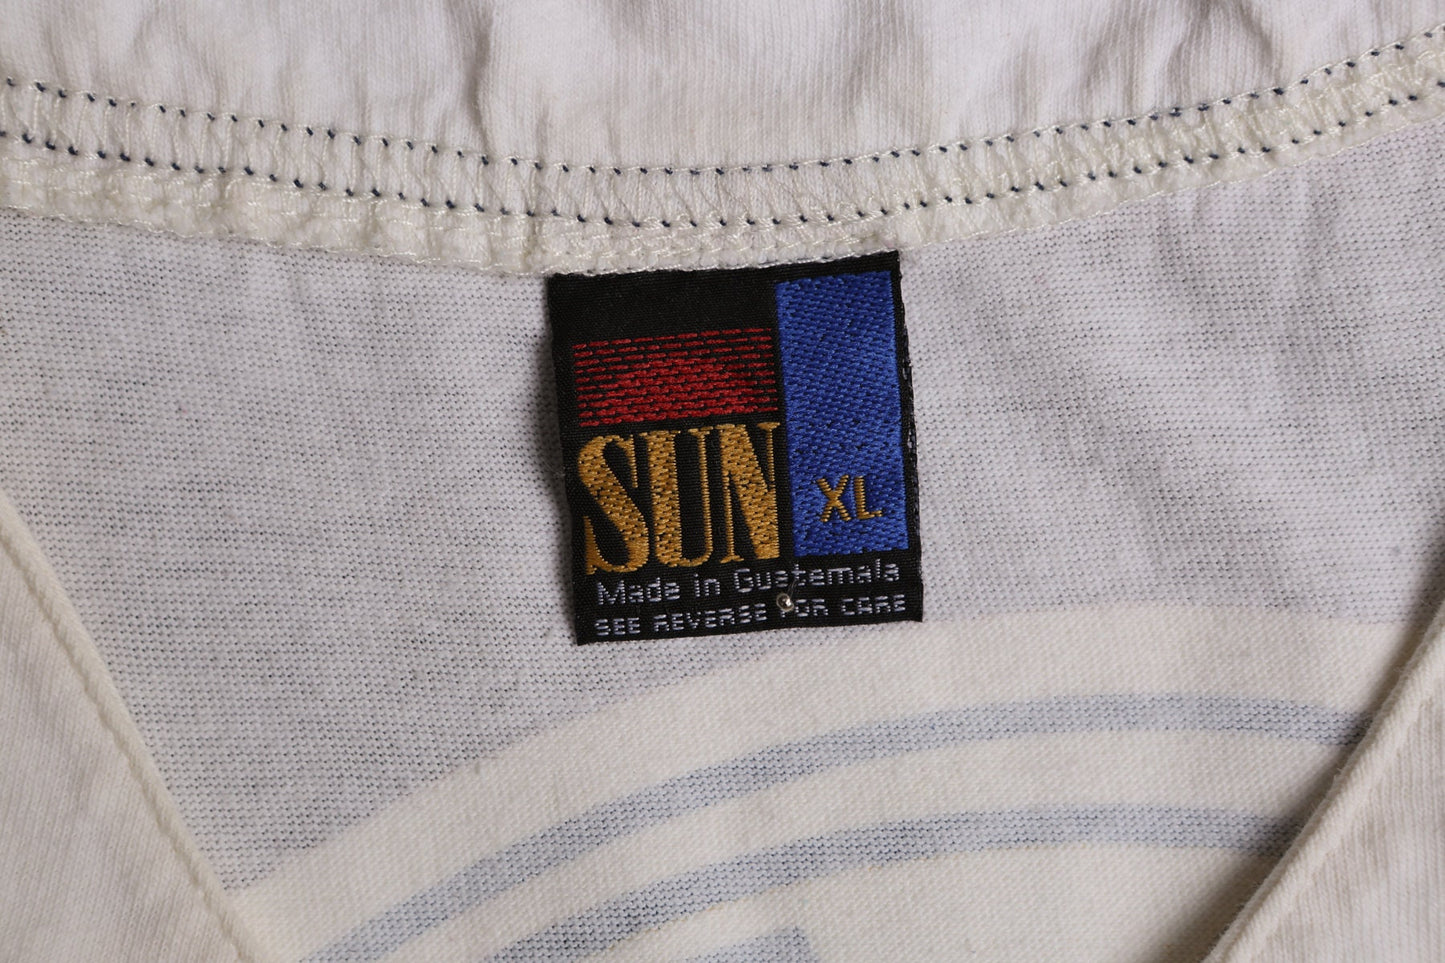 SUN
XL
Made in Guatemala
SEE REVERSE FOR CARE